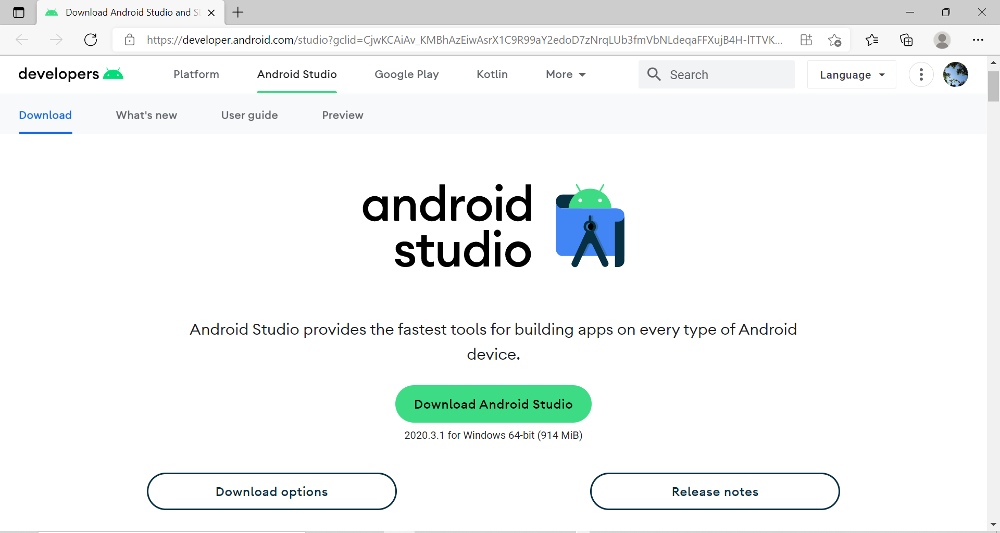 Download Android Studio and S
https://developer.android.com/studio?gclid=CjwKCAiAv_KMBhAzEiwAsrX1C9R99aY2edoD7zNrqLUb3fmVbNLdeqaFFXujB4H-lTTVK...
developers Platform Android Studio Google Play Kotlin More Search Language
Download What's new User guide Preview
android
studio
Android Studio provides the fastest tools for building apps on every type of Android
device.
Download Android Studio
2020.3.1 for Windows 64-bit (914 MiB)
Download options Release notes